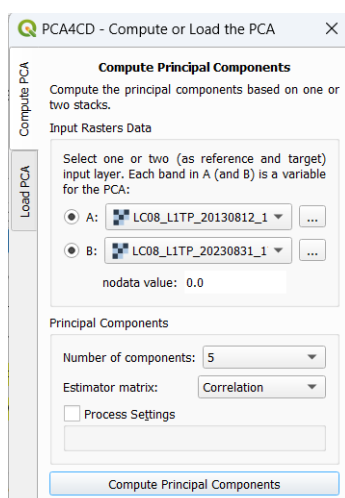 PCA4CD - Compute or Load the PCA
Compute PCA
Load PCA
Compute Principal Components
Compute the principal components based on one or
two stacks.
Input Rasters Data
Select one or two (as reference and target)
input layer. Each band in A (and B) is a variable
for the PCA:
A: LC08_L1TP_20130812_1 ...
B: LC08_L1TP_20230831_1 ...
nodata value: 0.0
Principal Components
Number of components: 5
Estimator matrix: Correlation
Process Settings
Compute Principal Components